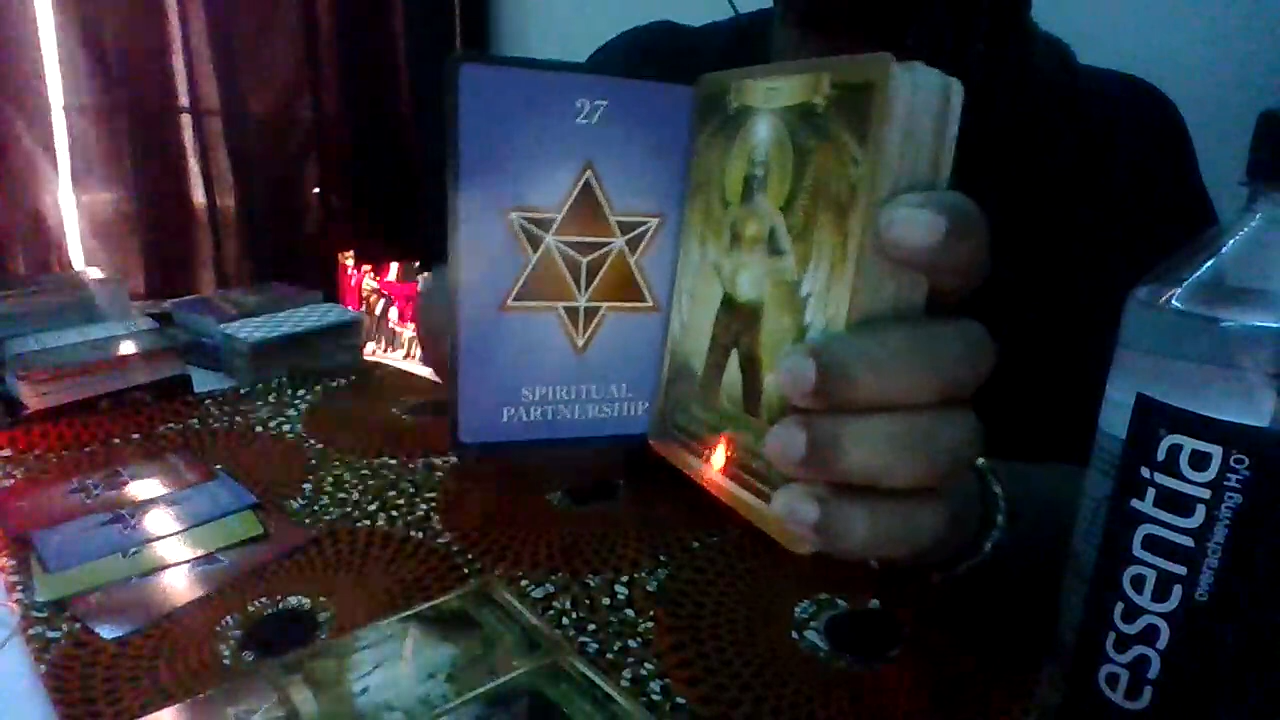 27
SPIRITUAL
PARTNERSHIP
essentia
overachieving H₂O